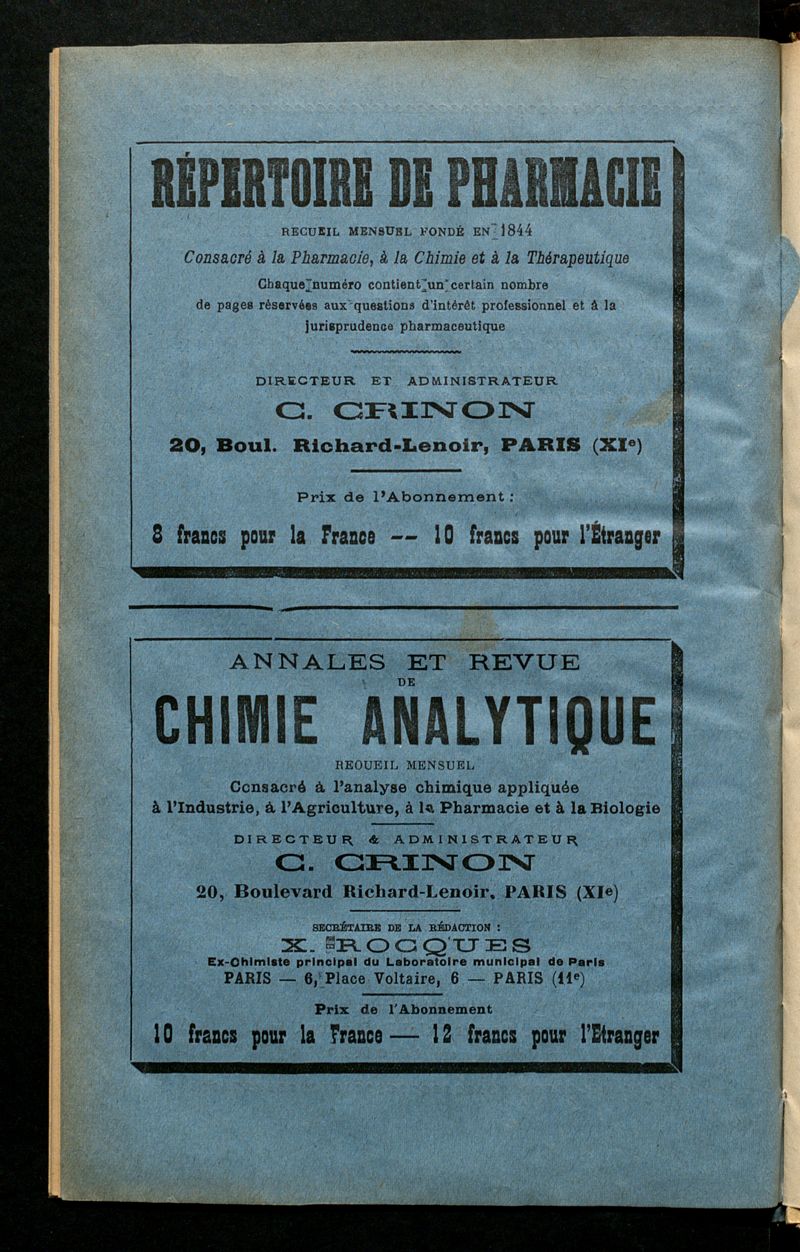 RÉPERTOIRE DE PHARMACIE
RECUEIL MENSUEL FONDÉ EN 1844
Consacré à la Pharmacie, à la Chimie et à la Thérapeutique
Chaque numéro contient un certain nombre
de pages réservées aux questions d'intérêt professionnel et à la
jurisprudence pharmaceutique
DIRECTEUR ET ADMINISTRATEUR
C. CRINON
20, Boul. Richard-Lenoir, PARIS (XIe)
Prix de l'Abonnement :
8 francs pour la France — 10 francs pour l'Étranger
ANNALES ET REVUE
DE
CHIMIE ANALYTIQUE
RECUEIL MENSUEL
Consacré à l'analyse chimique appliquée
à l'Industrie, à l'Agriculture, à la Pharmacie et à la Biologie
DIRECTEUR & ADMINISTRATEUR
C. CRINON
20, Boulevard Richard-Lenoir, PARIS (XIe)
SECRÉTAIRE DE LA RÉDACTION :
X. ROCQUES
Ex-Chimiste principal du Laboratoire municipal de Paris
PARIS — 6, Place Voltaire, 6 — PARIS (11e)
Prix de l'Abonnement
10 francs pour la France — 12 francs pour l'Etranger